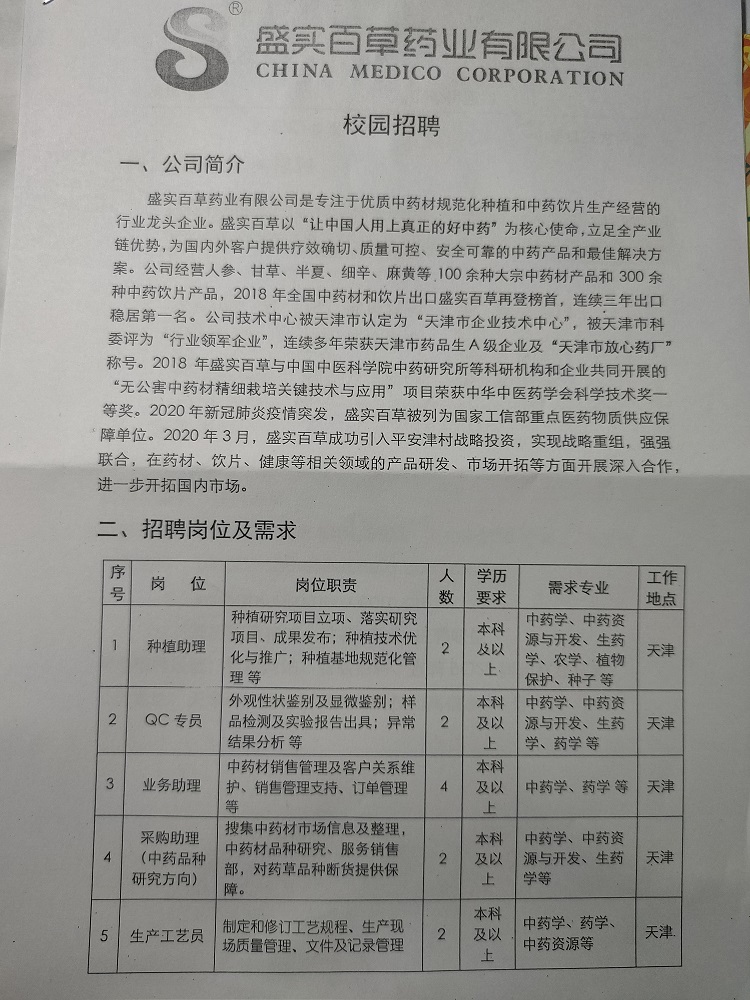 ®
盛实百草药业有限公司
CHINA MEDICO CORPORATION
校园招聘
一、公司简介
盛实百草药业有限公司是专注于优质中药材规范化种植和中药饮片生产经营的
行业龙头企业。盛实百草以“让中国人用上真正的好中药”为核心使命,立足全产业
链优势,为国内外客户提供疗效确切、质量可控、安全可靠的中药产品和最佳解决方
案。公司经营人参、甘草、半夏、细辛、麻黄等 100 余种大宗中药材产品和 300 余
种中药饮片产品，2018 年全国中药材和饮片出口盛实百草再登榜首，连续三年出口
稳居第一名。公司技术中心被天津市认定为“天津市企业技术中心”，被天津市科
委评为“行业领军企业”，连续多年荣获天津市药品生 A 级企业及“天津市放心药厂”
称号。2018 年盛实百草与中国中医科学院中药研究所等科研机构和企业共同开展的
“无公害中药材精细栽培关键技术与应用”项目荣获中华中医药学会科学技术奖一
等奖。2020 年新冠肺炎疫情突发，盛实百草被列为国家工信部重点医药物质供应保
障单位。2020 年 3 月，盛实百草成功引入平安津村战略投资，实现战略重组，强强
联合，在药材、饮片、健康等相关领域的产品研发、市场开拓等方面开展深入合作，
进一步开拓国内市场。
二、招聘岗位及需求
序号 岗 位 岗位职责 人数 学历要求 需求专业 工作地点
1 种植助理 种植研究项目立项、落实研究
项目、成果发布；种植技术优
化与推广；种植基地规范化管
理 等 2 本科及以上 中药学、中药资
源与开发、生药
学、农学、植物
保护、种子 等 天津
2 QC 专员 外观性状鉴别及显微鉴别；样
品检测及实验报告出具；异常
结果分析 等 2 本科及以上 中药学、中药资
源与开发、生药
学、药学 等 天津
3 业务助理 中药材销售管理及客户关系维
护、销售管理支持、订单管理
等 4 本科及以上 中药学、药学 等 天津
4 采购助理
（中药品种
研究方向） 搜集中药材市场信息及整理，
中药材品种研究、服务销售
部，对药草品种断货提供保
障。 2 本科及以上 中药学、中药资
源与开发、生药
学等 天津
5 生产工艺员 制定和修订工艺规程、生产现
场质量管理、文件及记录管理 2 本科及以上 中药学、药学、
中药资源等 天津